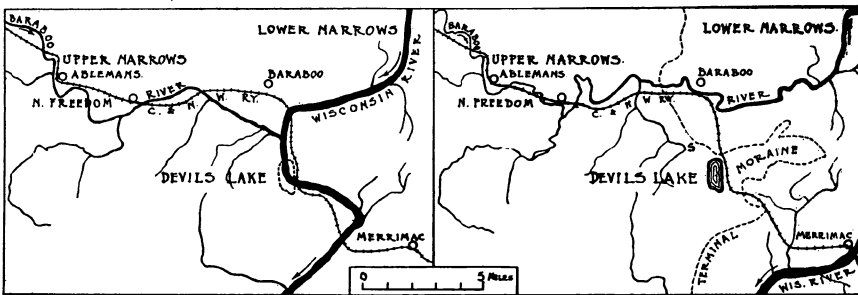 BARABOO
UPPER NARROWS
ABLEMANS.
N. FREEDOM
RIVER
C. & N. W. RY.
BARABOO
LOWER NARROWS
WISCONSIN RIVER
DEVILS LAKE
MERRIMAC
BARABOO
UPPER NARROWS.
ABLEMANS.
N. FREEDOM
C. & N. W. RY.
BARABOO
RIVER
LOWER NARROWS.
S
MORAINE
DEVILS LAKE
TERMINAL
MERRIMAC
WIS. RIVER
0 5 MILES